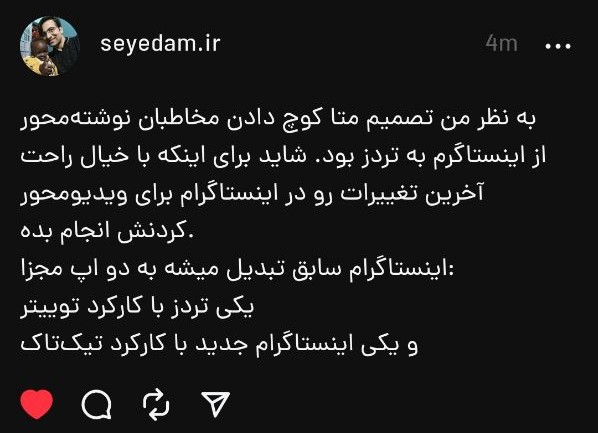 seyedam.ir
4m
به نظر من تصمیم متا کوچ دادن مخاطبان نوشته‌محور
از اینستاگرم به تردز بود. شاید برای اینکه با خیال راحت
آخرین تغییرات رو در اینستاگرام برای ویدیومحور
کردنش انجام بده.
اینستاگرام سابق تبدیل میشه به دو اپ مجزا:
یکی تردز با کارکرد توییتر
و یکی اینستاگرام جدید با کارکرد تیک‌تاک